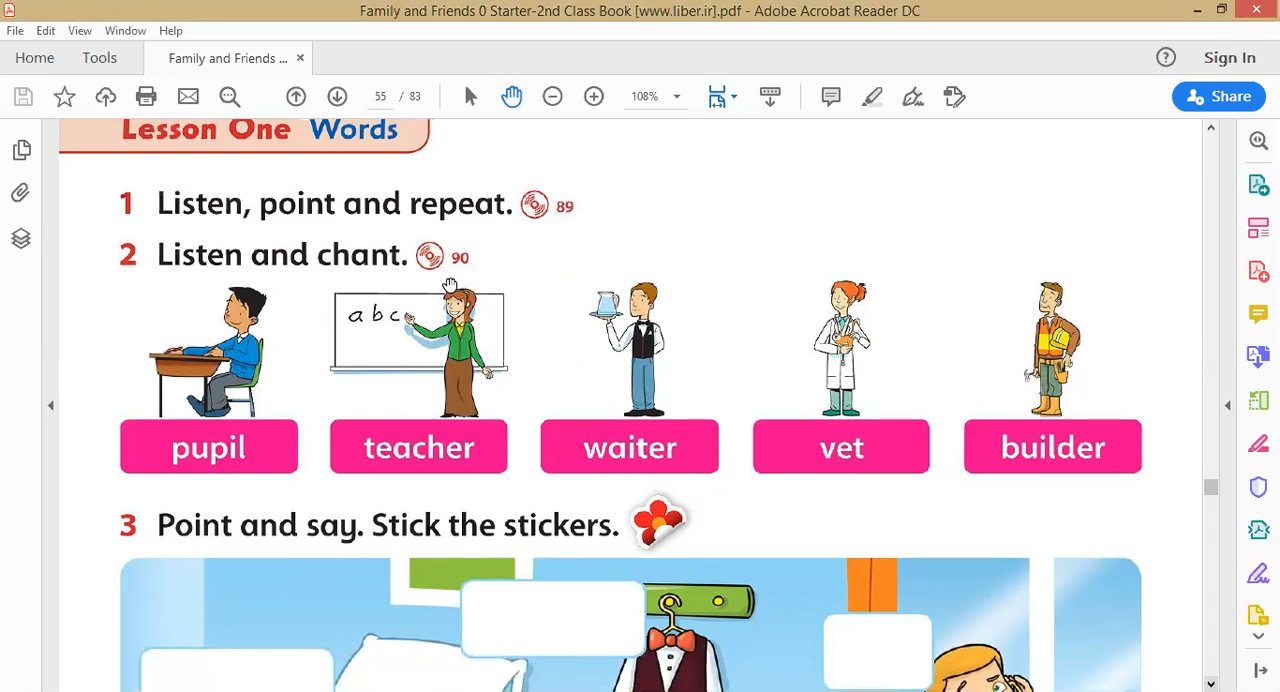 Family and Friends 0 Starter-2nd Class Book [www.liber.ir].pdf - Adobe Acrobat Reader DC
File Edit View Window Help
Home Tools Family and Friends ... × Sign In
55 / 83 108% Share
Lesson One Words
1 Listen, point and repeat. 89
2 Listen and chant. 90
a b c
pupil teacher waiter vet builder
3 Point and say. Stick the stickers.